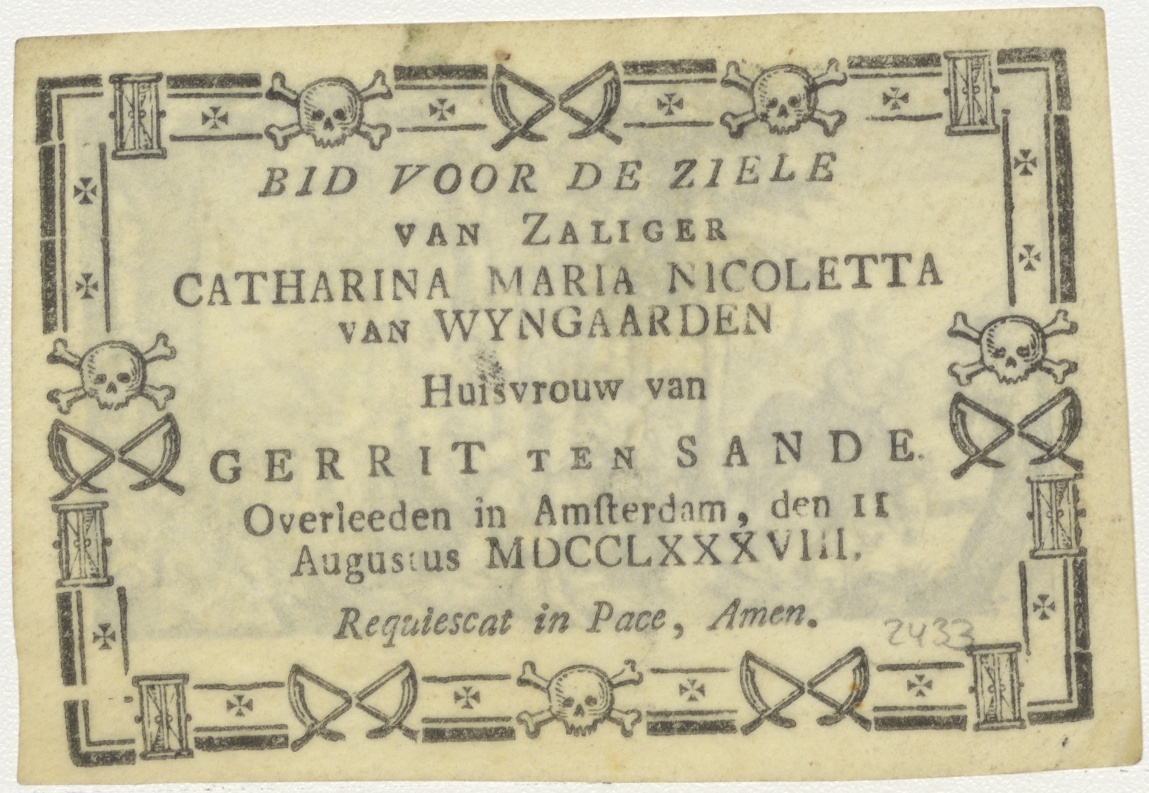 BID VOOR DE ZIELE
VAN ZALIGER
CATHARINA MARIA NICOLETTA
VAN WYNGAARDEN
Huisvrouw van
GERRIT TEN SANDE.
Overleeden in Amſterdam, den 11
Augustus MDCCLXXXVIII.
Requiescat in Pace, Amen.
2433